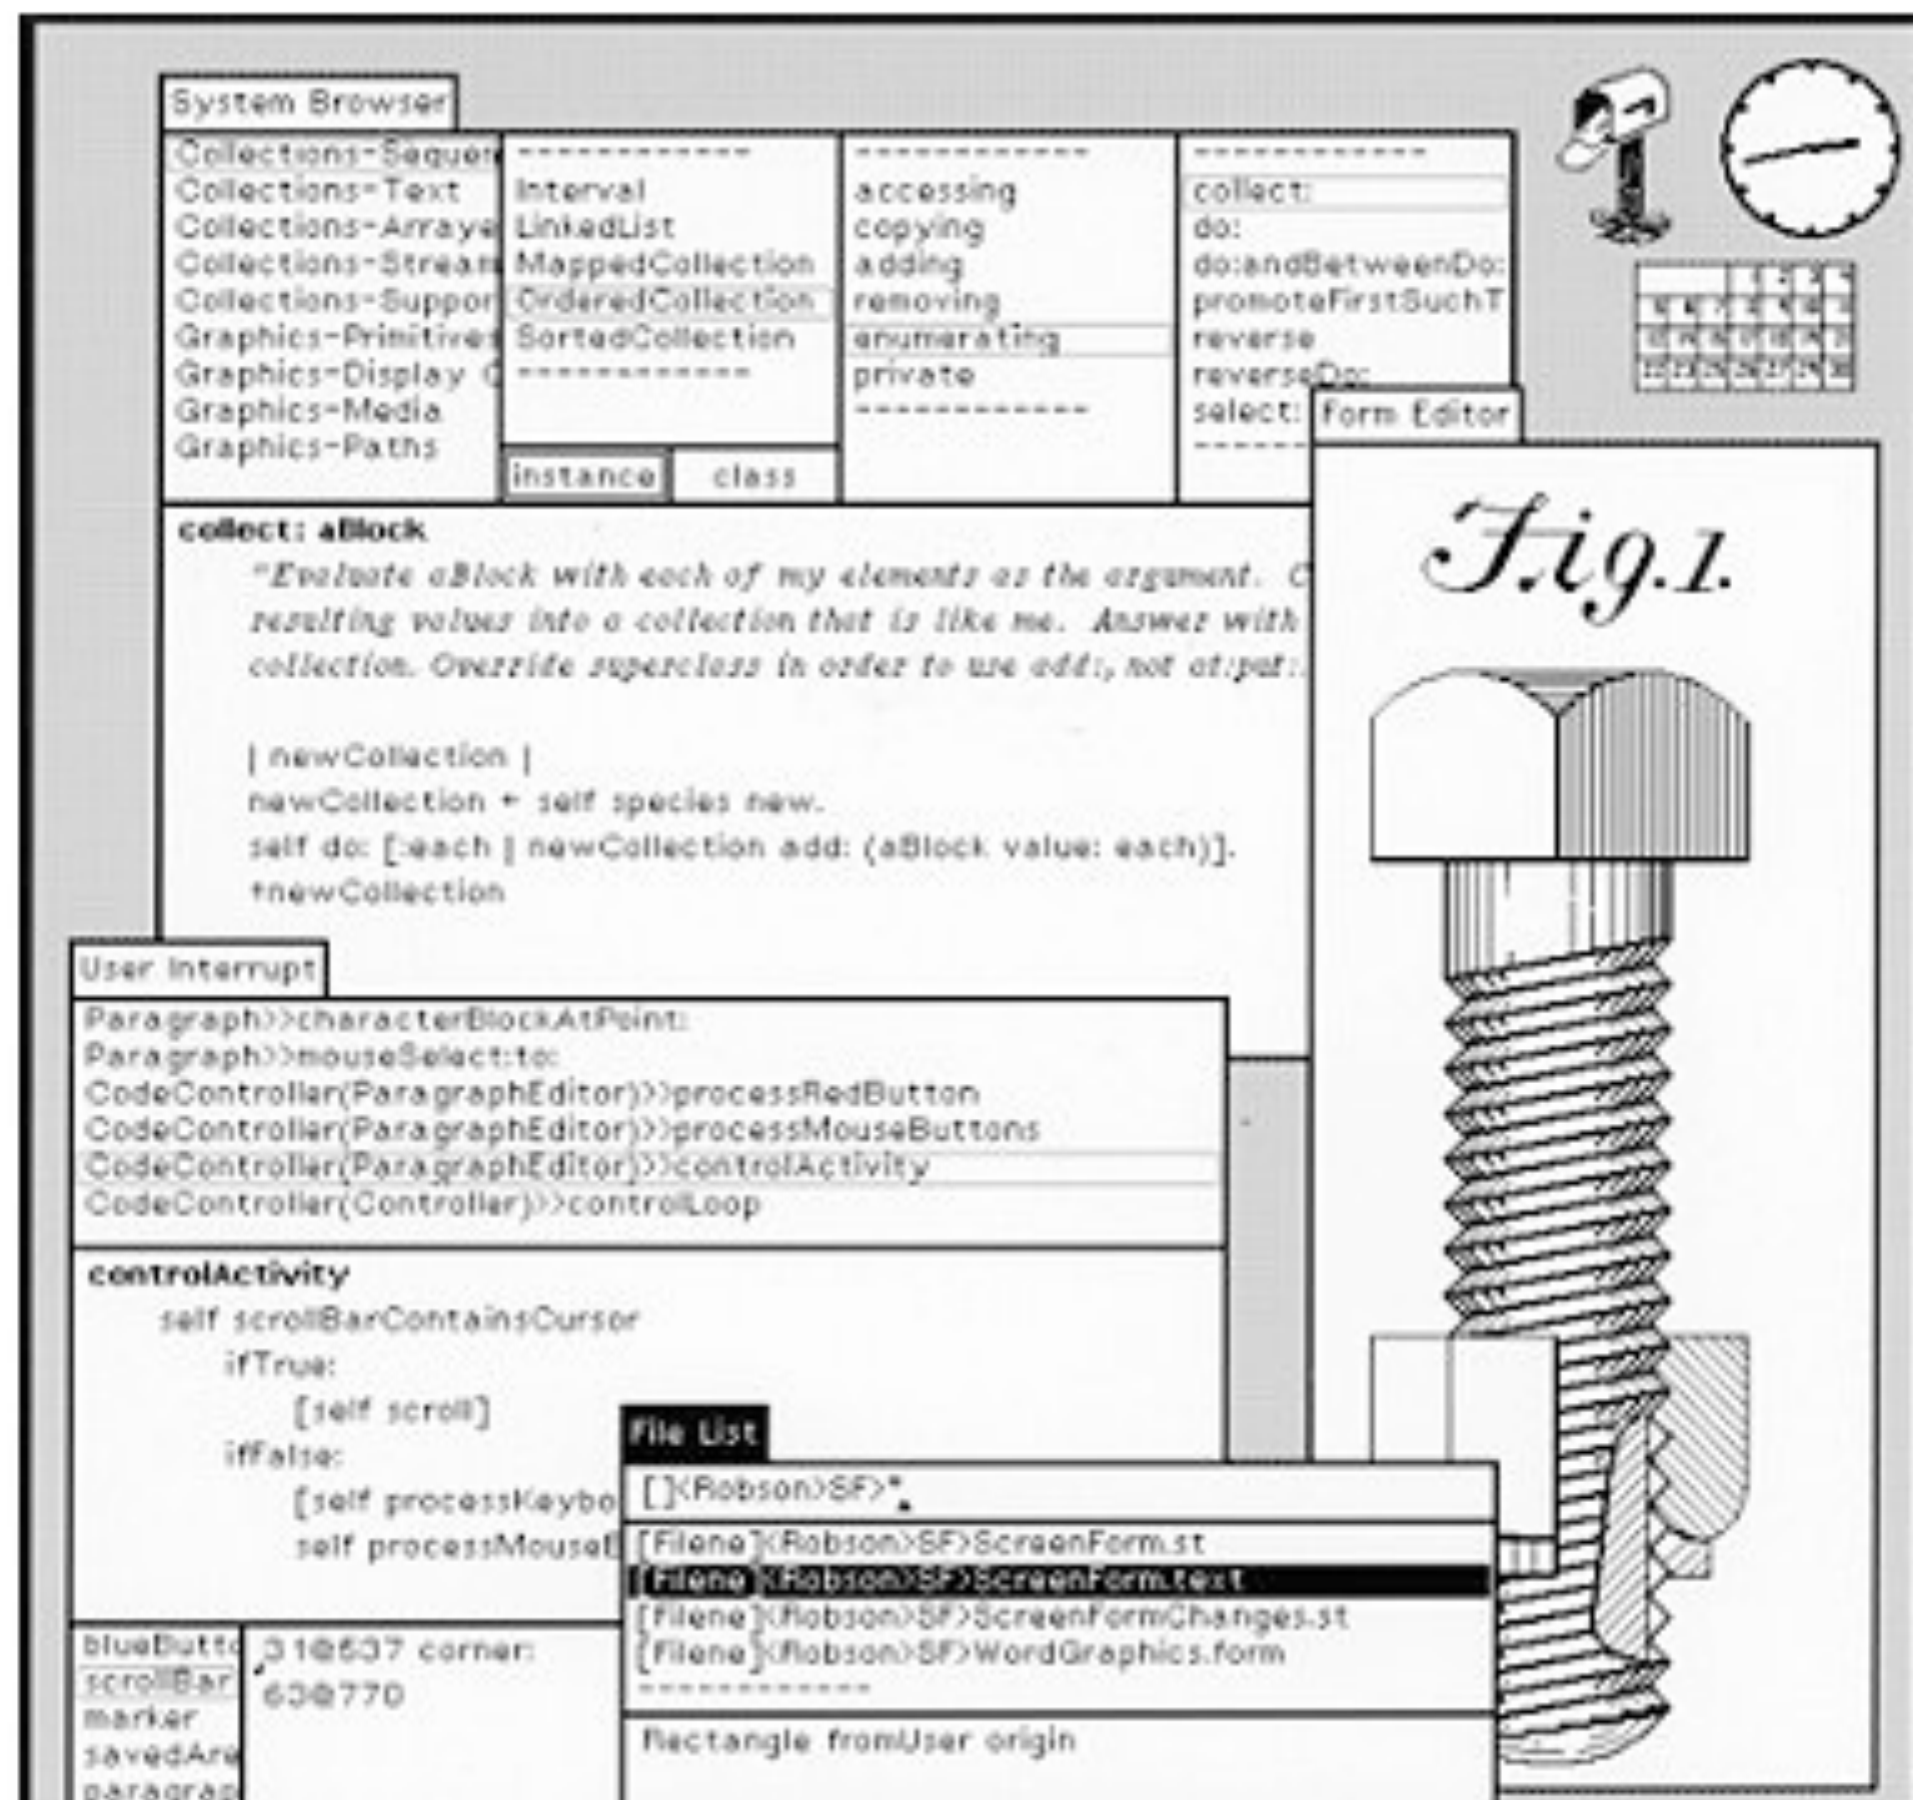 System Browser
Collections-Sequen
Collections-Text
Collections-Arraye
Collections-Stream
Collections-Suppor
Graphics-Primitives
Graphics-Display
Graphics-Media
Graphics-Paths
------------
Interval
LinkedList
MappedCollection
OrderedCollection
SortedCollection
------------
instance
class
------------
accessing
copying
adding
removing
enumerating
private
------------
------------
collect:
do:
do:andBetweenDo:
promoteFirstSuchT
reverse
reverseDo:
select:
------
collect: aBlock
"Evaluate aBlock with each of my elements as the argument. C
resulting values into a collection that is like me. Answer with
collection. Override superclass in order to use add:, not at:put:.
| newCollection |
newCollection ← self species new.
self do: [:each | newCollection add: (aBlock value: each)].
↑newCollection
Form Editor
Fig.1.
User Interrupt
Paragraph>>characterBlockAtPoint:
Paragraph>>mouseSelect:to:
CodeController(ParagraphEditor)>>processRedButton
CodeController(ParagraphEditor)>>processMouseButtons
CodeController(ParagraphEditor)>>controlActivity
CodeController(Controller)>>controlLoop
controlActivity
self scrollBarContainsCursor
ifTrue:
[self scroll]
ifFalse:
[self processKeybo
self processMouseB
blueButto
scrollBar
marker
savedAre
paragrap
31@537 corner:
63@770
File List
[]<Robson>SF>*
[Filene]<Robson>SF>ScreenForm.st
[Filene]<Robson>SF>ScreenForm.text
[Filene]<Robson>SF>ScreenFormChanges.st
[Filene]<Robson>SF>WordGraphics.form
------------
Rectangle fromUser origin